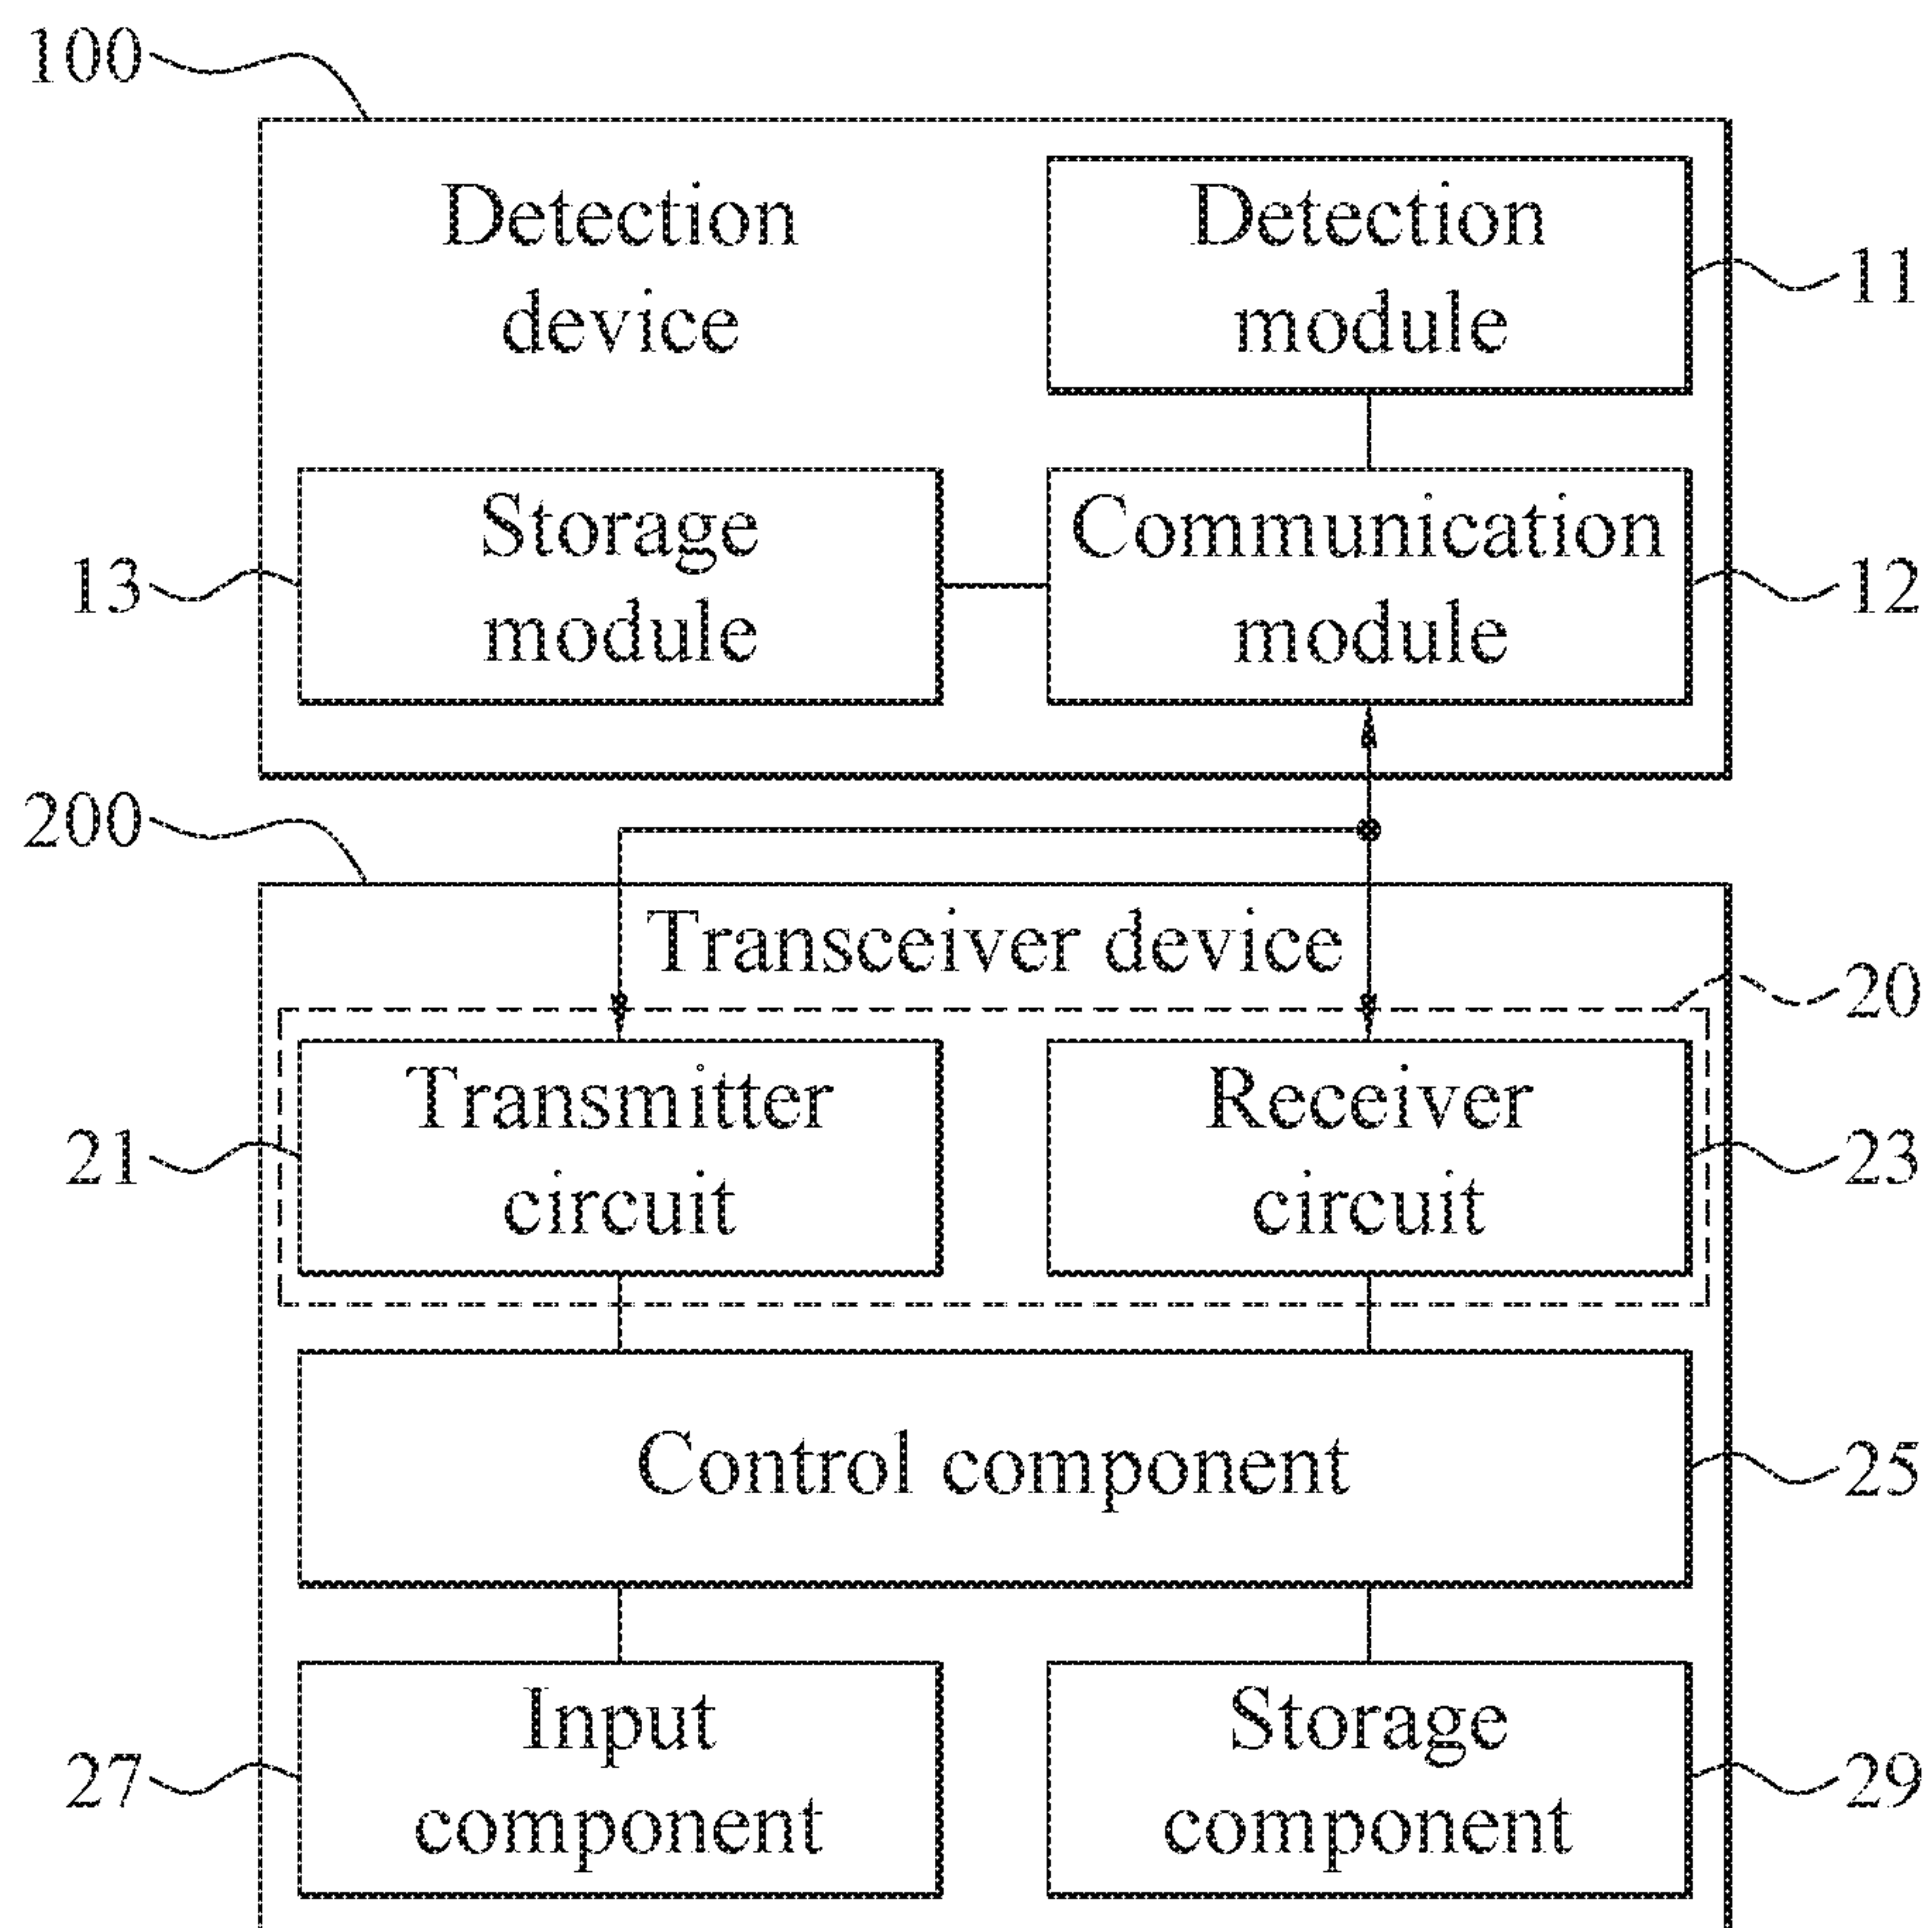 100
Detection
device
Detection
module
11
Storage
module
13
Communication
module
12
200
Transceiver device
20
Transmitter
circuit
21
Receiver
circuit
23
Control component
25
Input
component
27
Storage
component
29